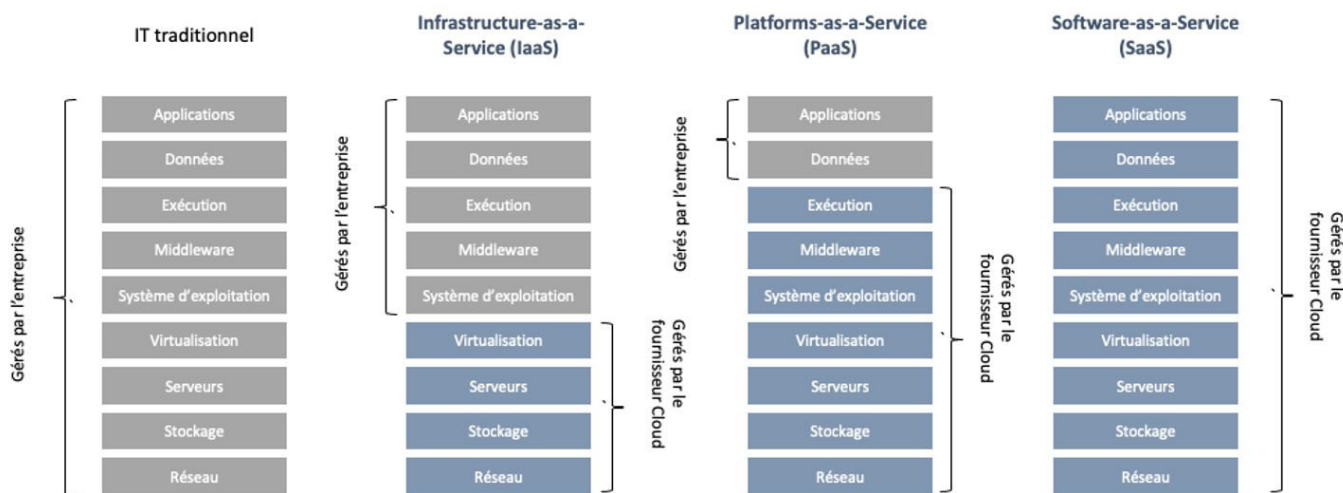 IT traditionnel
Infrastructure-as-a-
Service (IaaS)
Platforms-as-a-Service
(PaaS)
Software-as-a-Service
(SaaS)
Gérés par l'entreprise
Applications
Données
Exécution
Middleware
Système d'exploitation
Virtualisation
Serveurs
Stockage
Réseau
Gérés par l'entreprise
Applications
Données
Exécution
Middleware
Système d'exploitation
Virtualisation
Serveurs
Stockage
Réseau
Gérés par le
fournisseur Cloud
Gérés par l'entreprise
Applications
Données
Exécution
Middleware
Système d'exploitation
Virtualisation
Serveurs
Stockage
Réseau
Gérés par le
fournisseur Cloud
Applications
Données
Exécution
Middleware
Système d'exploitation
Virtualisation
Serveurs
Stockage
Réseau
Gérés par le
fournisseur Cloud